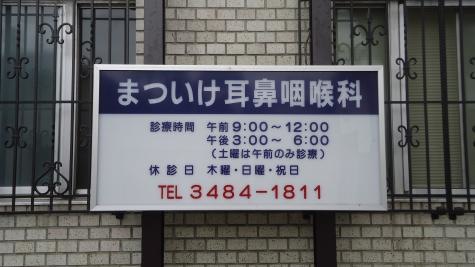 まついけ耳鼻咽喉科
診療時間 午前 9:00〜12:00
午後 3:00〜 6:00
(土曜は午前のみ診療)
休診日 木曜・日曜・祝日
TEL 3484-1811